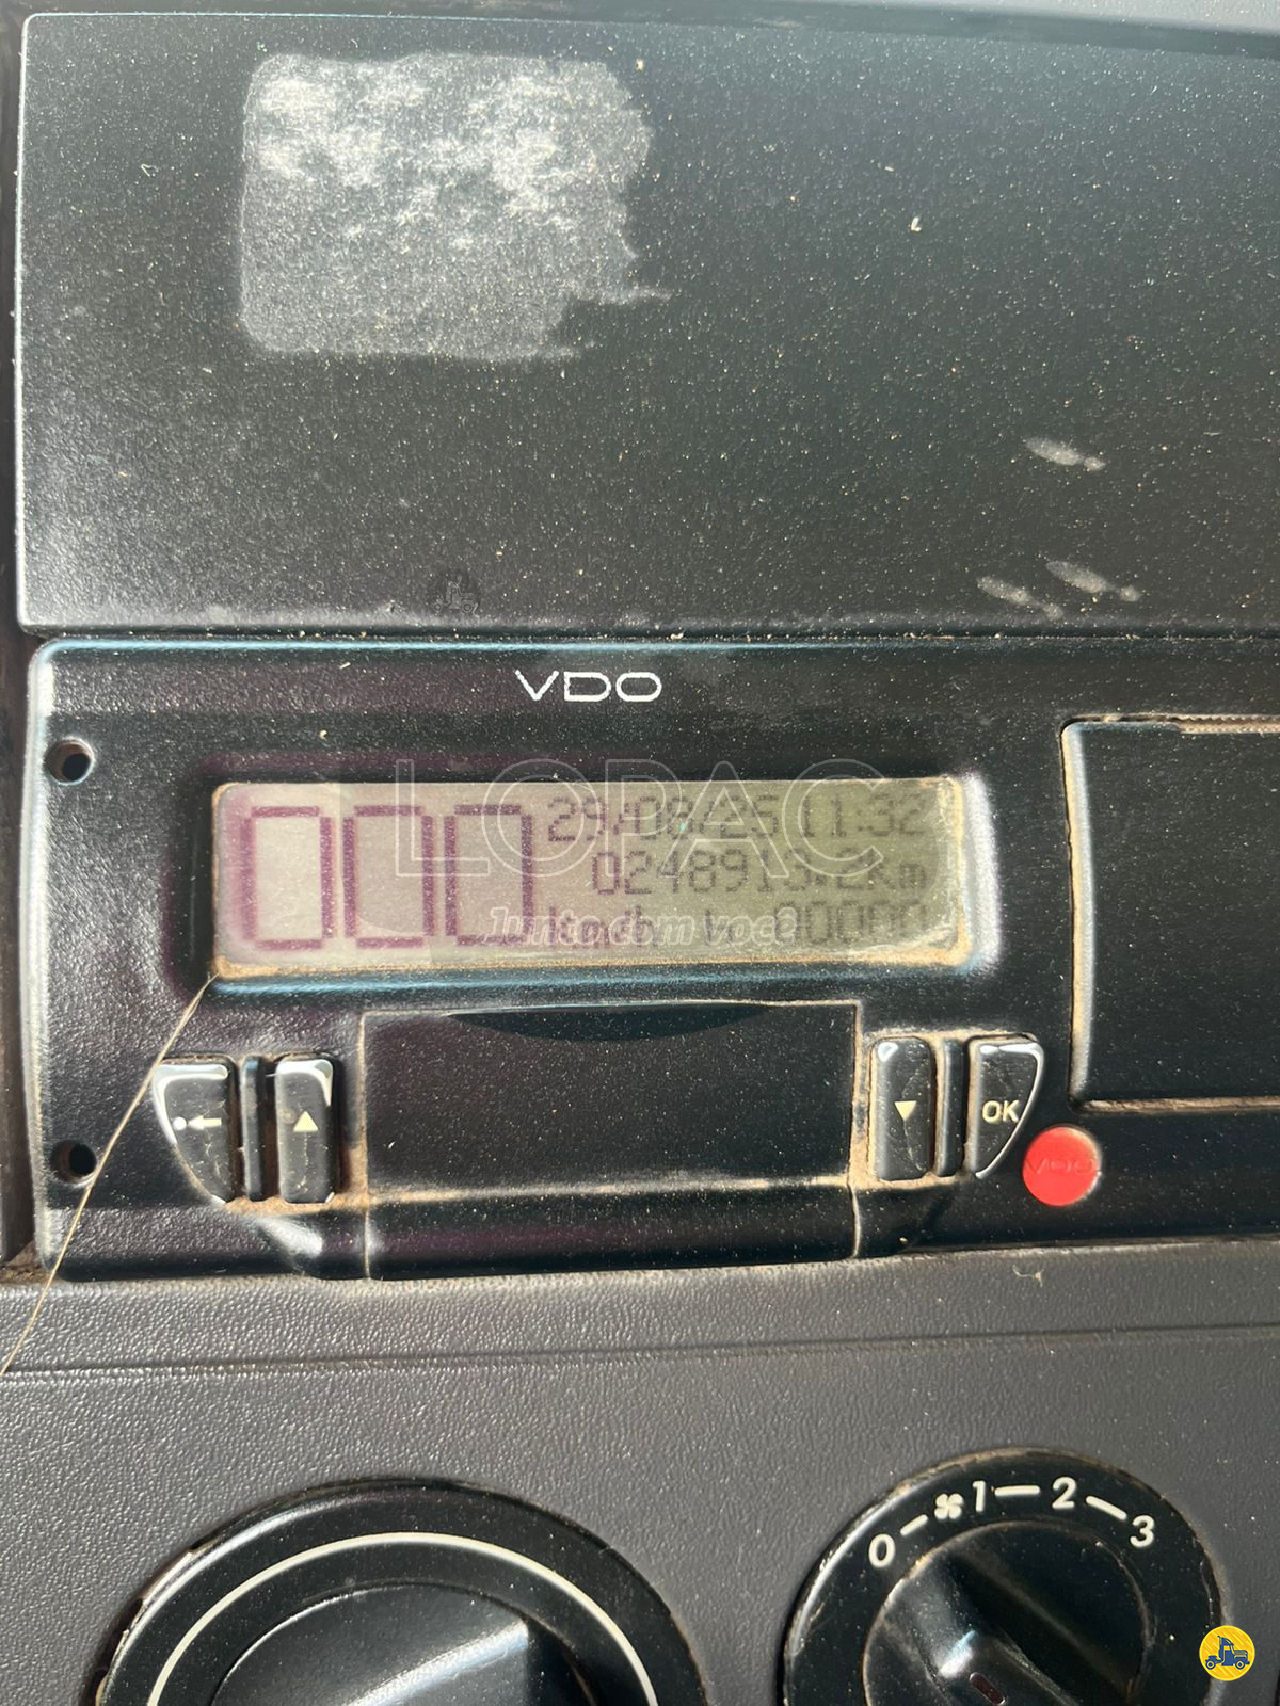 VDO
LOPAC
000 29/08/25 11:32
0248913.2Km
Km/h V 00000
Junto com você
OK
VDO
0 1 2 3